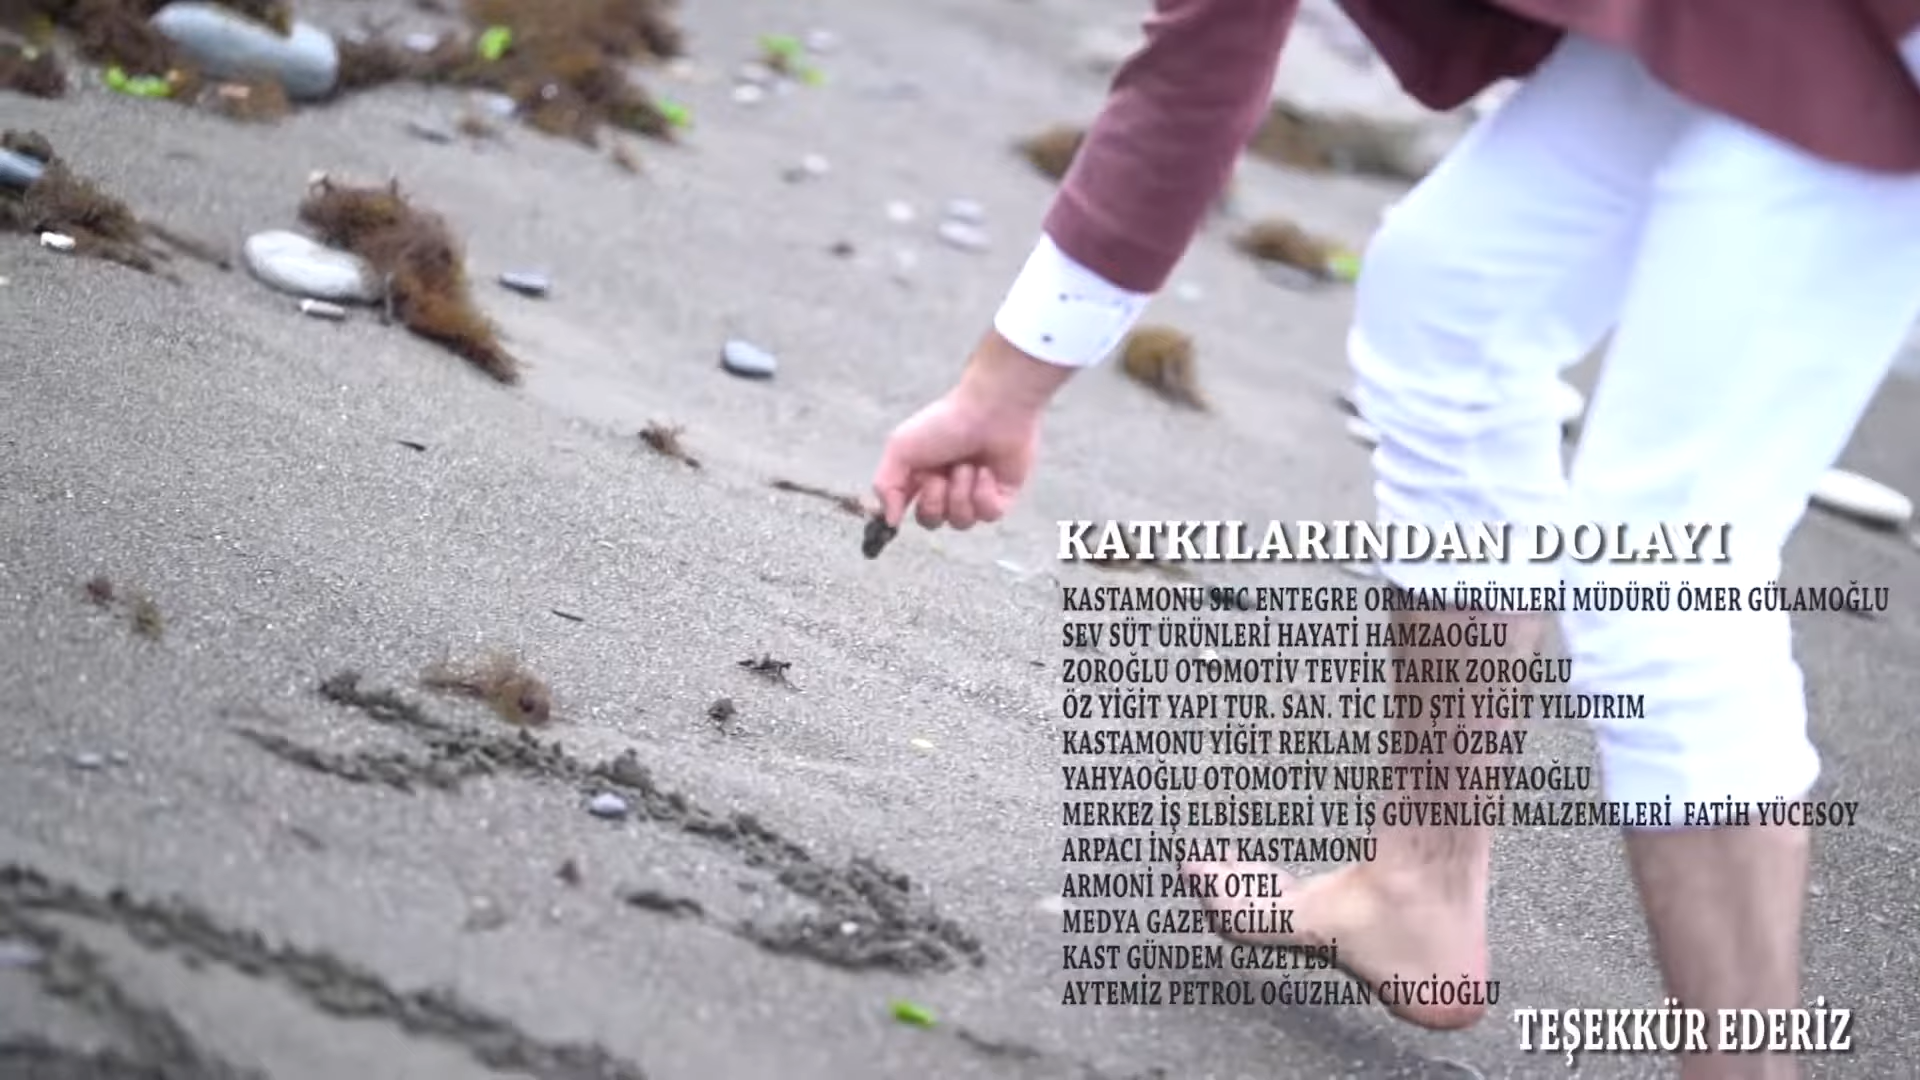 KATKILARINDAN DOLAYI
KASTAMONU SFC ENTEGRE ORMAN ÜRÜNLERİ MÜDÜRÜ ÖMER GÜLAMOĞLU
SEV SÜT ÜRÜNLERİ HAYATİ HAMZAOĞLU
ZOROĞLU OTOMOTİV TEVFİK TARIK ZOROĞLU
ÖZ YİĞİT YAPI TUR. SAN. TİC LTD ŞTİ YİĞİT YILDIRIM
KASTAMONU YİĞİT REKLAM SEDAT ÖZBAY
YAHYAOĞLU OTOMOTİV NURETTİN YAHYAOĞLU
MERKEZ İŞ ELBİSELERİ VE İŞ GÜVENLİĞİ MALZEMELERİ FATİH YÜCESOY
ARPACI İNŞAAT KASTAMONU
ARMONİ PARK OTEL
MEDYA GAZETECİLİK
KAST GÜNDEM GAZETESİ
AYTEMİZ PETROL OĞUZHAN CİVCİOĞLU
TEŞEKKÜR EDERİZ